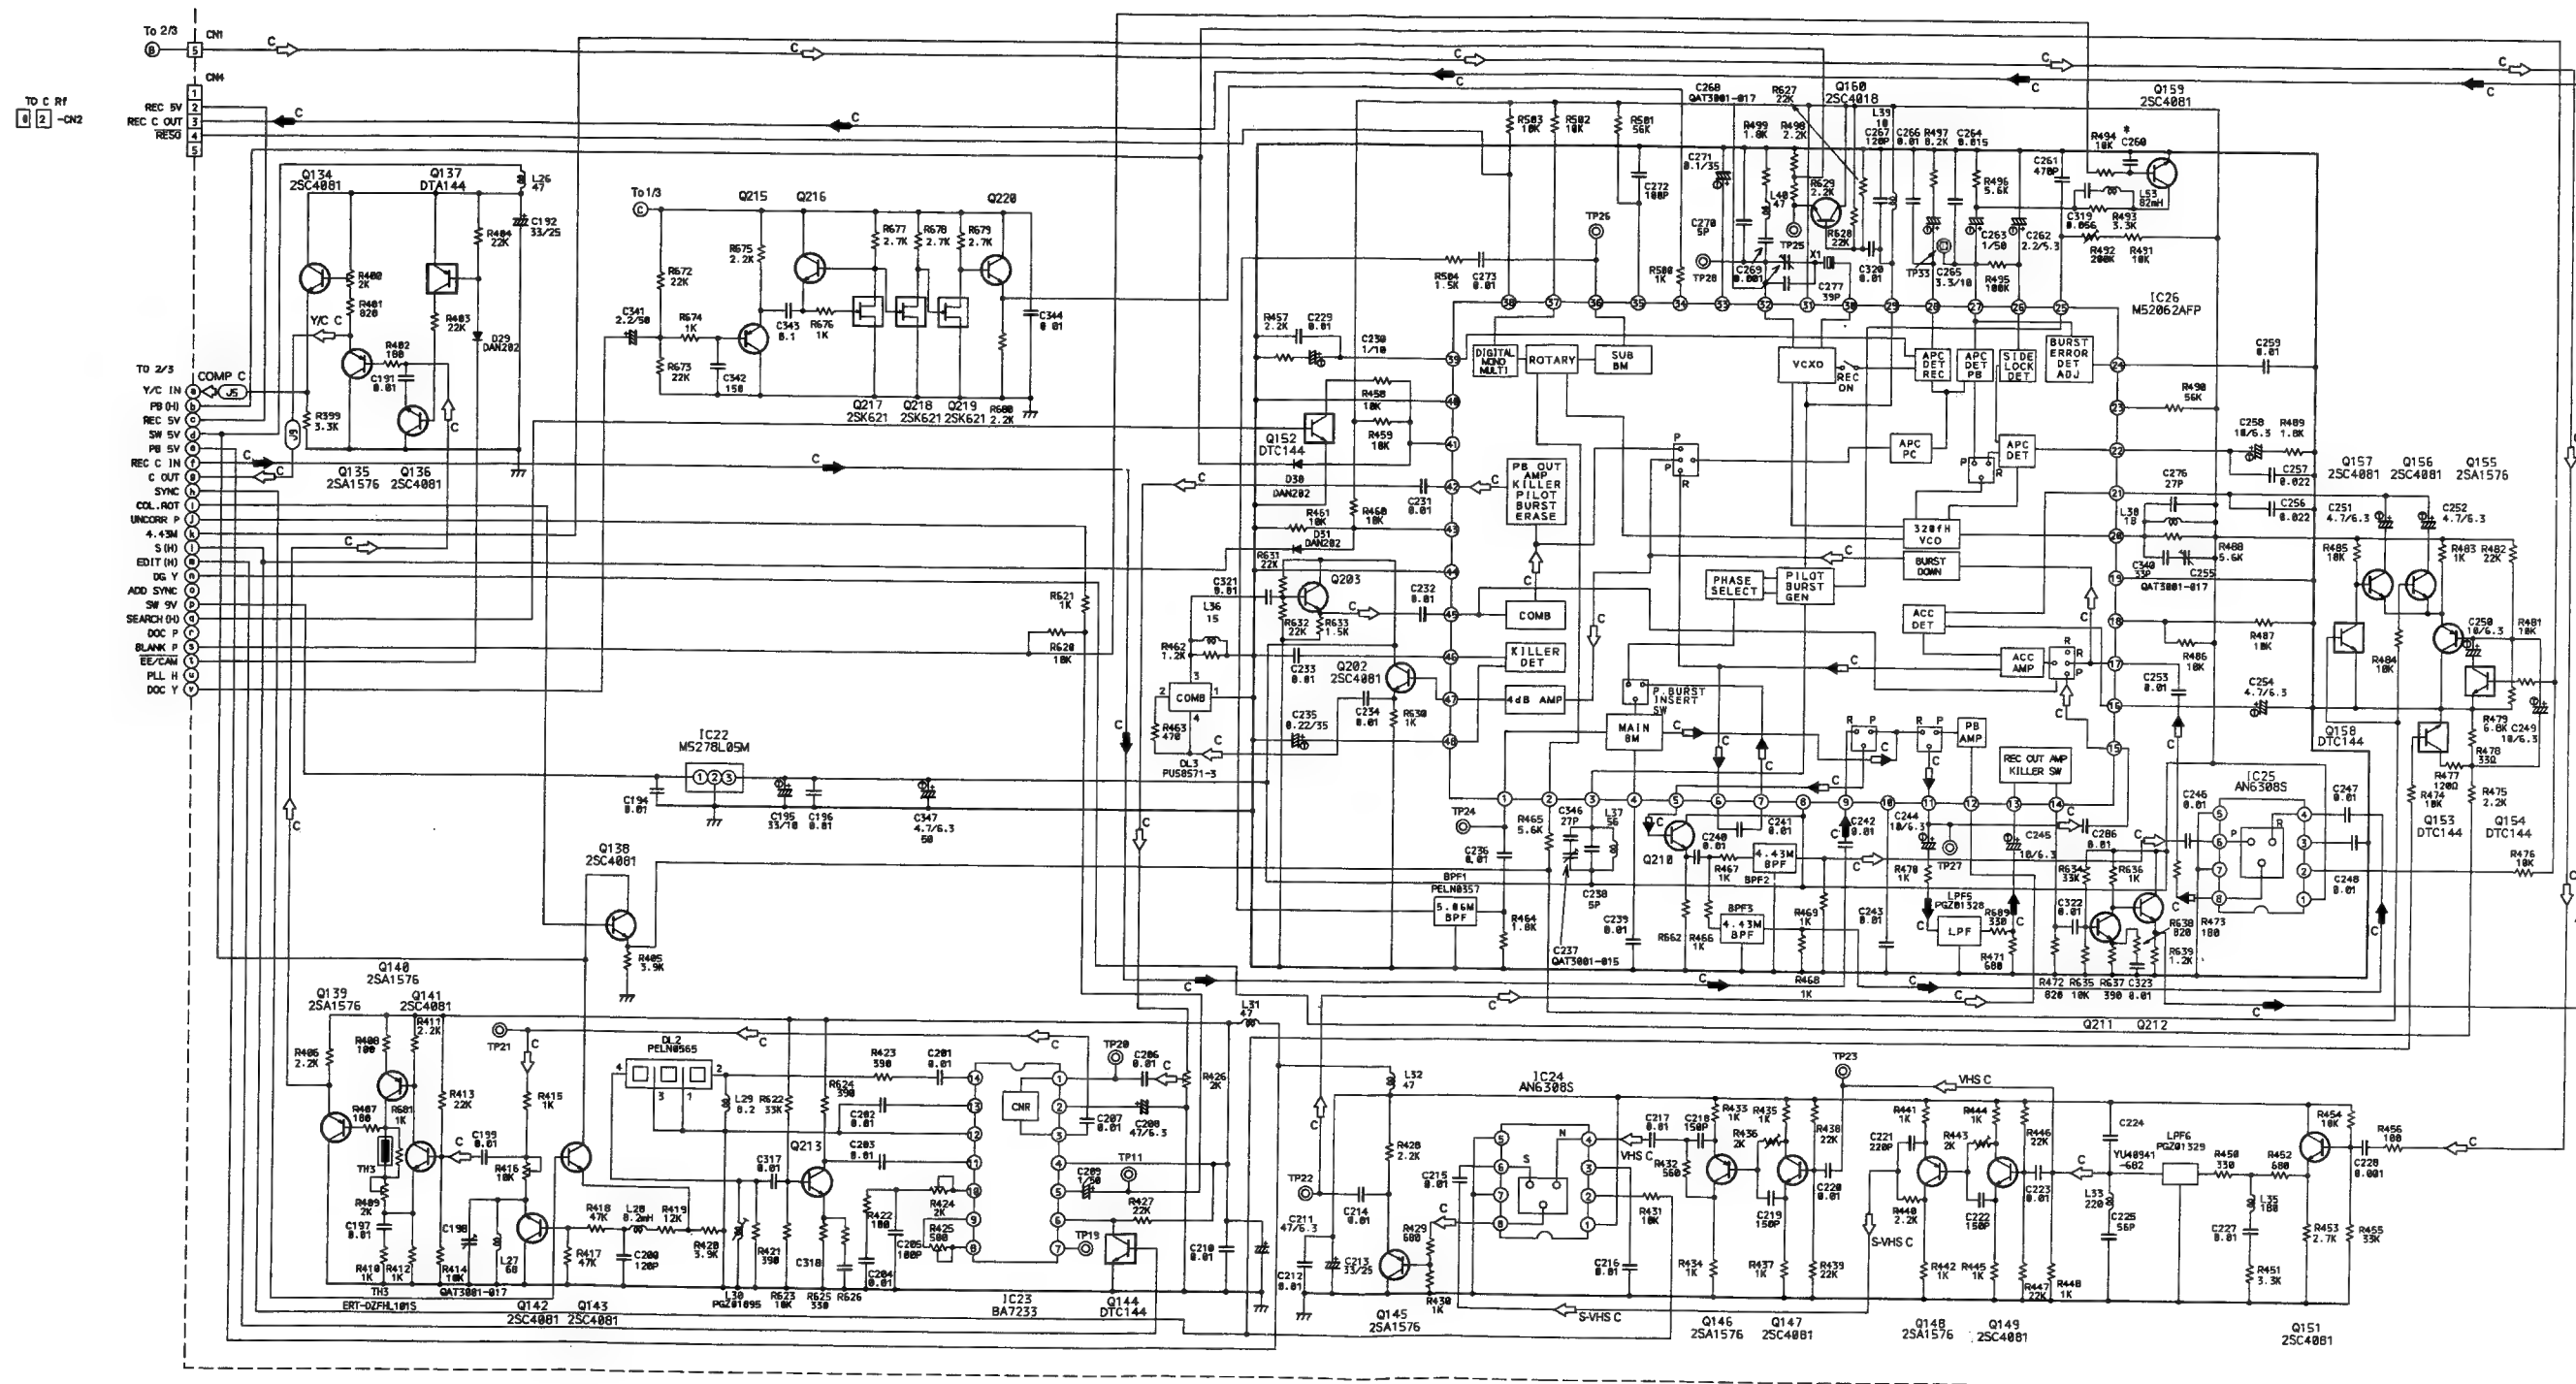 To 2/3
B
5
CN1
CN4
TO C Rf
8 2 -CN2
1
REC 5V 2
REC C OUT 3
RESO 4
5
TO 2/3
Y/C IN a COMP C J5
PB (H) b
REC 5V c
SW 5V d
PB 5V e
REC C IN f
C OUT g
SYNC h
COL.ROT i
UNCORR P j
4.43M k
S (H) l
EDIT (H) m
DG Y n
ADD SYNC o
SW 9V p
SEARCH (H) q
DOC P r
BLANK P s
EE/CAM t
PLL H u
DOC Y v
Q134
2SC4081
Q137
DTA144
L26
47
C192
33/25
R404
22K
R400
2K
R401
820
R403
22K
D29
DAN202
Y/C C
R402
180
C191
0.01
R399
3.3K
J9
Q135
2SA1576
Q136
2SC4081
To 1/3
C
Q215
Q216
Q220
R675
2.2K
R677
2.7K
R678
2.7K
R679
2.7K
R672
22K
C341
2.2/50
R674
1K
C343
0.1
R676
1K
C344
0.01
R673
22K
C342
150
Q217
2SK621
Q218
2SK621
Q219
2SK621
R680
2.2K
R621
1K
R620
18K
IC22
M5278L05M
C194
0.01
C195
33/10
C196
0.01
C347
4.7/6.3
Q138
2SC4081
R405
3.9K
C268
QAT3001-017
R627
22K
Q160
2SC4018
Q159
2SC4081
R503
10K
R502
10K
R501
56K
R499
1.8K
R498
2.2K
L39
10
C267
120P
C266
0.01
R497
8.2K
C264
0.015
C261
470P
R494
10K
C260
C271
0.1/35
C272
100P
R629
2.2K
R496
5.6K
L53
82mH
L40
47
C270
5P
TP26
TP25
R628
22K
C263
1/50
C262
2.2/6.3
C319
0.056
R493
3.3K
R492
200K
R491
10K
R504
1.5K
C273
0.01
R500
1K
TP28
C269
0.001
X1
C320
0.01
TP33
C265
3.3/10
R495
100K
C277
39P
IC26
M52062AFP
R457
2.2K
C229
0.01
C230
1/10
DIGITAL
MONO
MULTI
ROTARY
SUB
BM
VCXO
REC
ON
APC
DET
REC
APC
DET
PB
SIDE
LOCK
DET
BURST
ERROR
DET
ADJ
C259
0.01
R490
56K
C258
10/6.3
R489
1.8K
C257
0.022
C256
0.022
R458
10K
R459
10K
Q152
DTC144
D30
DAN202
C231
0.01
R461
10K
R460
10K
D31
DAN202
PB OUT
AMP
KILLER
PILOT
BURST
ERASE
APC
PC
APC
DET
320fH
VCO
BURST
DOWN
PHASE
SELECT
PILOT
BURST
GEN
COMB
KILLER
DET
4dB AMP
MAIN
BM
P.BURST
INSERT
SW
ACC
DET
ACC
AMP
PB
AMP
REC OUT AMP
KILLER SW
R631
22K
Q203
C321
0.01
L36
15
R632
22K
R633
1.5K
C232
0.01
R462
1.2K
C233
0.01
Q202
2SC4081
COMB
C235
0.22/35
C234
0.01
R630
1K
R463
470
DL3
PUS8571-3
C276
27P
L38
18
R488
5.6K
C340
33P
C255
QAT3001-017
R487
10K
R486
10K
C253
0.01
C254
4.7/6.3
Q157
2SC4081
Q156
2SC4081
Q155
2SA1576
C251
4.7/6.3
C252
4.7/6.3
R485
10K
R483
1K
R482
22K
R484
10K
C250
10/6.3
R481
10K
R479
6.8K
C249
10/6.3
R478
33Ω
R477
120Ω
Q158
DTC144
R474
10K
R475
2.2K
Q153
DTC144
Q154
DTC144
R476
10K
IC25
AN6308S
C246
0.01
C247
0.01
C248
0.01
TP24
C236
0.01
R465
5.6K
C346
27P
L37
56
C238
5P
C237
QAT3001-015
BPF1
PELN0357
5.06M
BPF
R464
1.8K
C239
0.01
Q210
C240
0.01
C241
0.01
R467
1K
4.43M
BPF
BPF2
BPF3
4.43M
BPF
R662
R466
1K
R469
1K
R468
1K
C242
0.01
C243
0.01
C244
10/6.3
TP27
C245
10/6.3
R470
1K
LPF5
PGZ01328
LPF
R689
330
R471
680
C286
0.01
R634
33K
R636
1K
C322
0.01
R638
820
R473
180
R639
1.2K
R472
820
R635
10K
R637
390
C323
0.01
Q211
Q212
Q139
2SA1576
Q140
2SA1576
Q141
2SC4081
R406
2.2K
R408
100
R411
2.2K
R407
180
R681
1K
R413
22K
TH3
C199
0.01
R409
2K
C197
0.01
R410
1K
R412
1K
R414
10K
TH3
ERT-DZFHL101S
TP21
R415
1K
R416
10K
C198
QAT3001-017
L27
68
Q142
2SC4081
Q143
2SC4081
R418
47K
L28
8.2mH
R419
12K
R417
47K
C200
120P
R420
3.9K
DL2
PELN0565
L29
8.2
R622
33K
R624
390
R423
390
C201
0.01
C202
0.01
C203
0.01
Q213
C317
0.01
L30
PGZ01095
R421
390
R623
10K
C318
R625
330
R626
R422
180
C204
0.01
C205
100P
R424
2K
R425
500
IC23
BA7233
CNR
TP20
C206
0.01
C207
0.01
C208
47/6.3
TP11
C209
1/50
R427
22K
TP19
Q144
DTC144
R426
2K
C210
0.01
L31
47
L32
47
R428
2.2K
TP22
C211
47/6.3
C212
0.01
C213
33/25
C214
0.01
Q145
2SA1576
R429
680
R430
1K
IC24
AN6308S
C215
0.01
C216
0.01
R431
10K
C217
0.01
VHS C
S-VHS C
C218
150P
R432
560
R433
1K
R434
1K
R435
1K
R436
2K
C219
150P
R437
1K
R438
22K
C220
0.01
R439
22K
Q146
2SA1576
Q147
2SC4081
TP23
VHS C
C221
220P
R441
1K
R443
2K
R444
1K
R446
22K
R440
2.2K
C222
150P
C223
0.01
R442
1K
R445
1K
R447
22K
R448
1K
S-VHS C
Q148
2SA1576
Q149
2SC4081
C224
YU40941
-682
L33
220
C225
56P
LPF6
PGZ01329
R450
330
R452
680
L35
180
C227
0.01
R451
3.3K
R453
2.7K
R454
18K
R455
33K
R456
100
C228
0.001
Q151
2SC4081